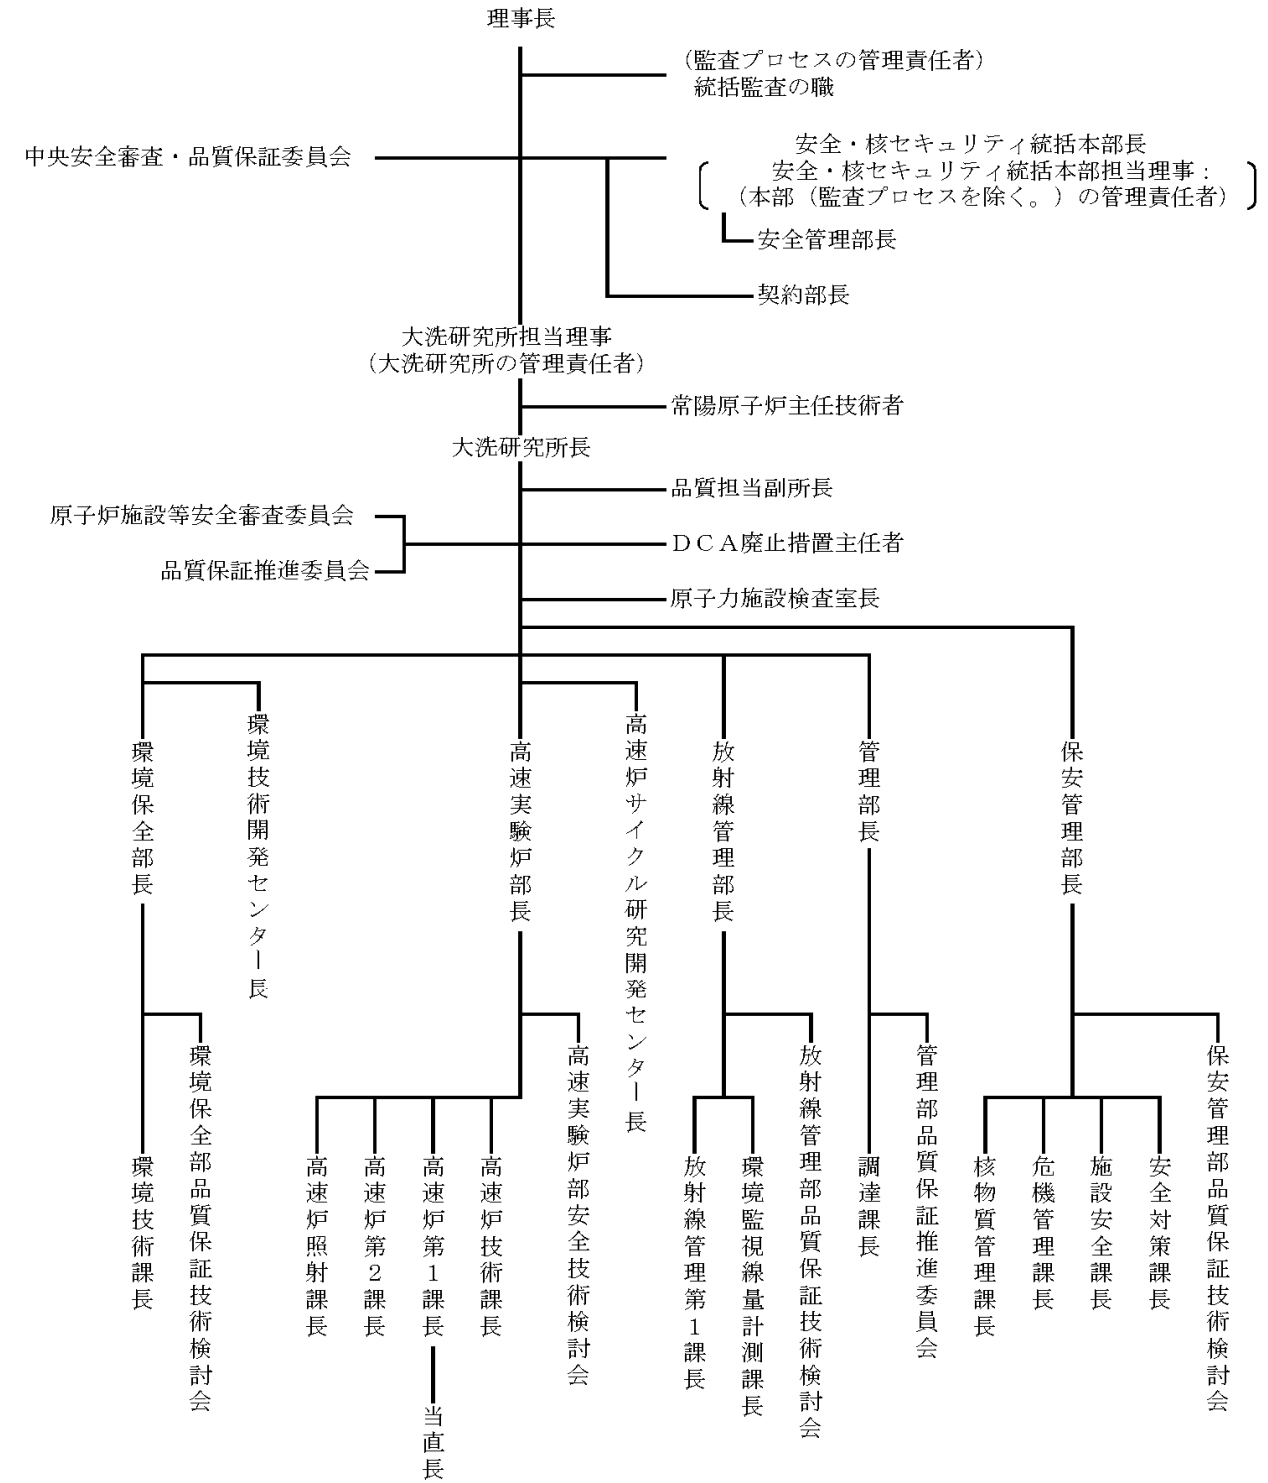 理事長
(監査プロセスの管理責任者)
統括監査の職
中央安全審査・品質保証委員会
安全・核セキュリティ統括本部長
安全・核セキュリティ統括本部担当理事：
(本部（監査プロセスを除く。）の管理責任者)
安全管理部長
契約部長
大洗研究所担当理事
(大洗研究所の管理責任者)
常陽原子炉主任技術者
大洗研究所長
品質担当副所長
原子炉施設等安全審査委員会
ＤＣＡ廃止措置主任者
品質保証推進委員会
原子力施設検査室長
環境保全部長
環境技術開発センター長
高速実験炉部長
高速炉サイクル研究開発センター長
放射線管理部長
管理部長
保安管理部長
環境技術課長
環境保全部品質保証技術検討会
高速炉照射課長
高速炉第２課長
高速炉第１課長
高速炉技術課長
高速実験炉部安全技術検討会
放射線管理第１課長
環境監視線量計測課長
放射線管理部品質保証技術検討会
調達課長
管理部品質保証推進委員会
核物質管理課長
危機管理課長
施設安全課長
安全対策課長
保安管理部品質保証技術検討会
当直長